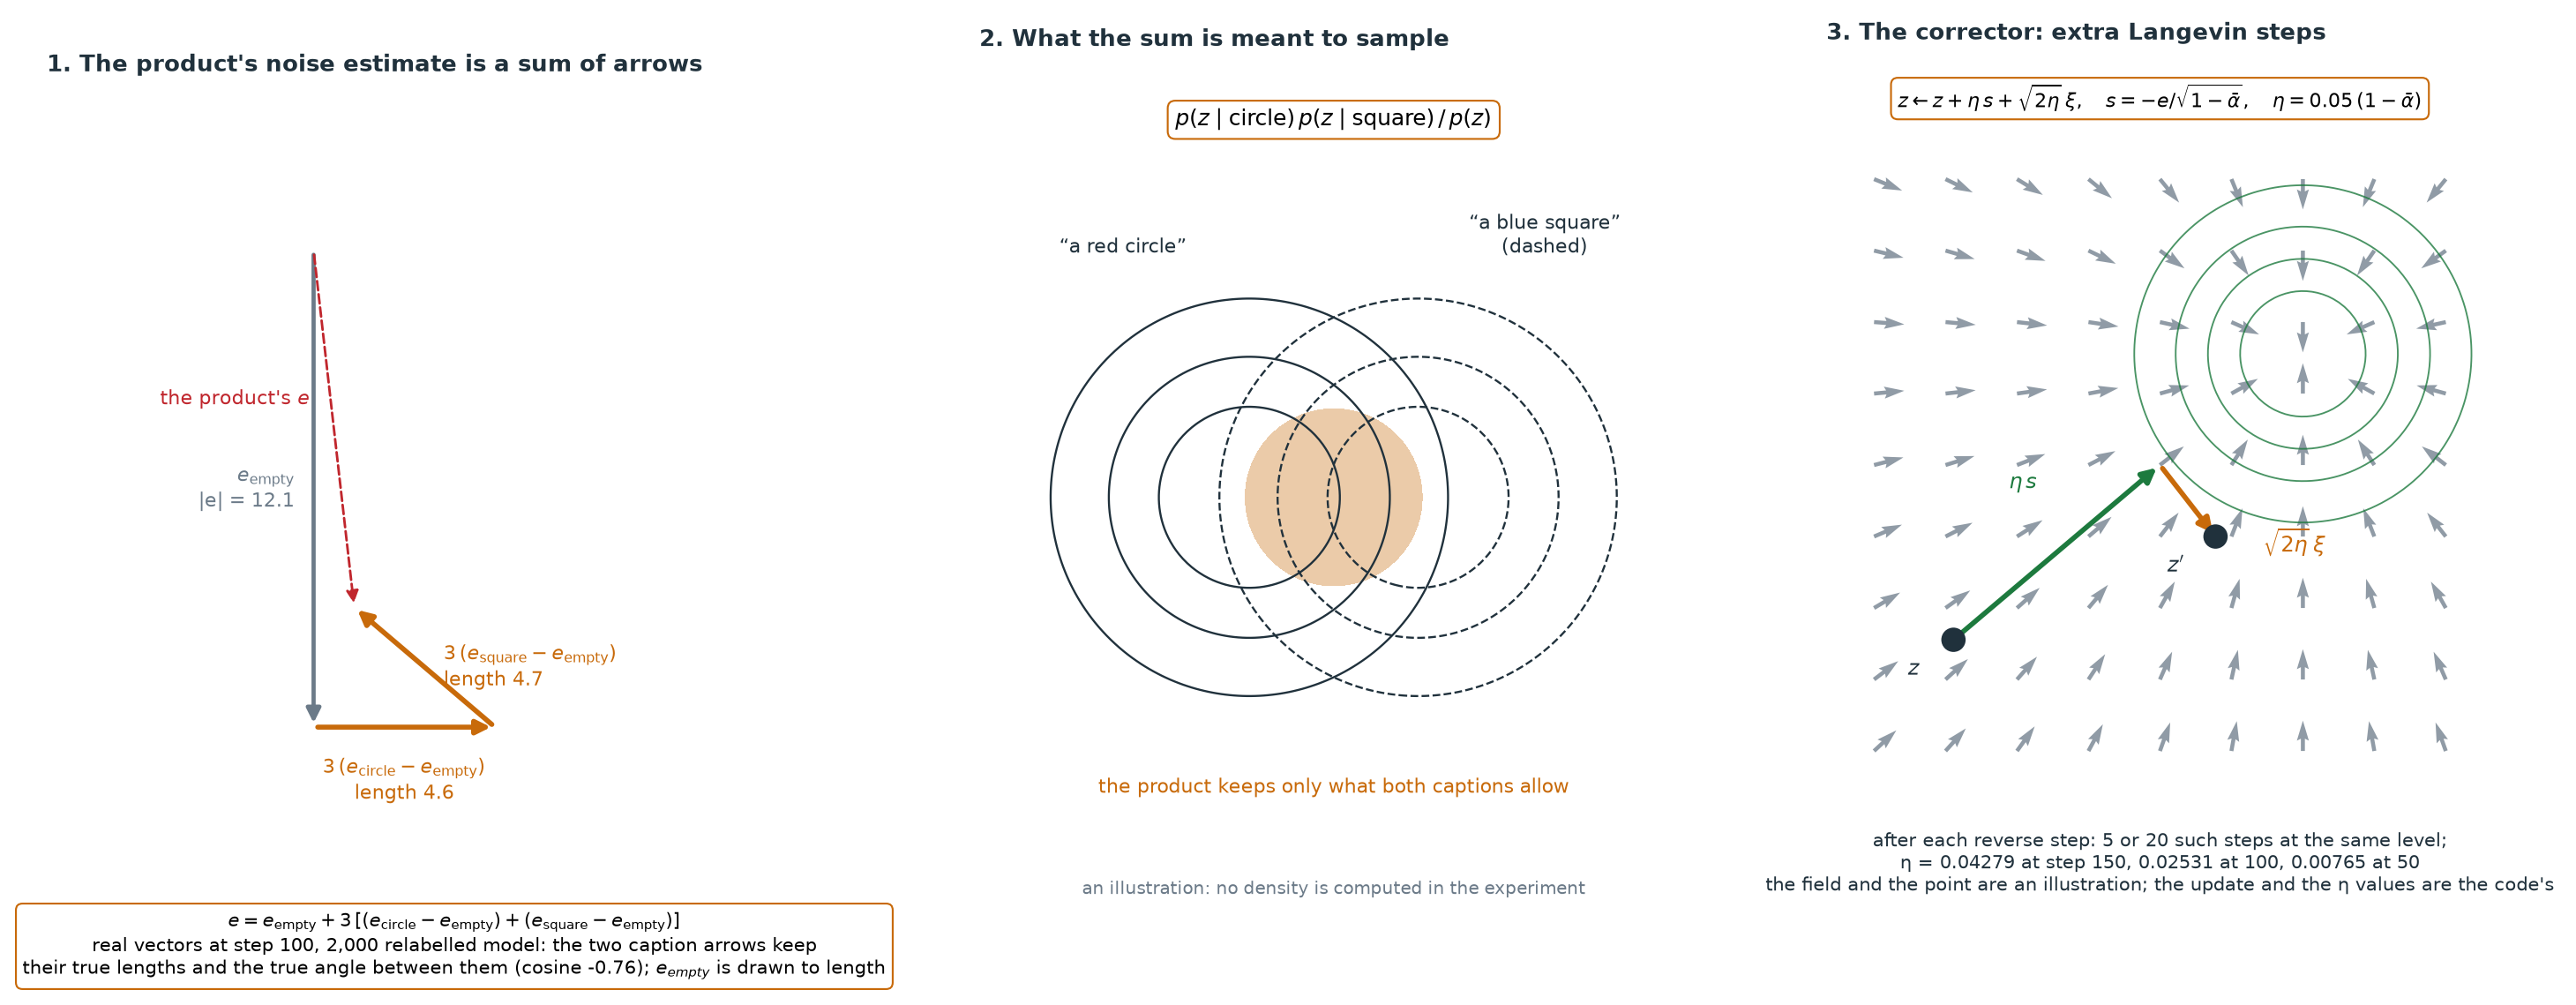 1. The product's noise estimate is a sum of arrows
the product's e
e_empty
|e| = 12.1
3 (e_square − e_empty)
length 4.7
3 (e_circle − e_empty)
length 4.6
e = e_empty + 3 [(e_circle − e_empty) + (e_square − e_empty)]
real vectors at step 100, 2,000 relabelled model: the two caption arrows keep
their true lengths and the true angle between them (cosine -0.76); e_empty is drawn to length
2. What the sum is meant to sample
p(z | circle) p(z | square) / p(z)
“a red circle”
“a blue square”
(dashed)
the product keeps only what both captions allow
an illustration: no density is computed in the experiment
3. The corrector: extra Langevin steps
z ← z + η s + √2η ξ,   s = −e/√1 − ᾱ,   η = 0.05 (1 − ᾱ)
η s
√2η ξ
z′
z
after each reverse step: 5 or 20 such steps at the same level;
η = 0.04279 at step 150, 0.02531 at 100, 0.00765 at 50
the field and the point are an illustration; the update and the η values are the code's